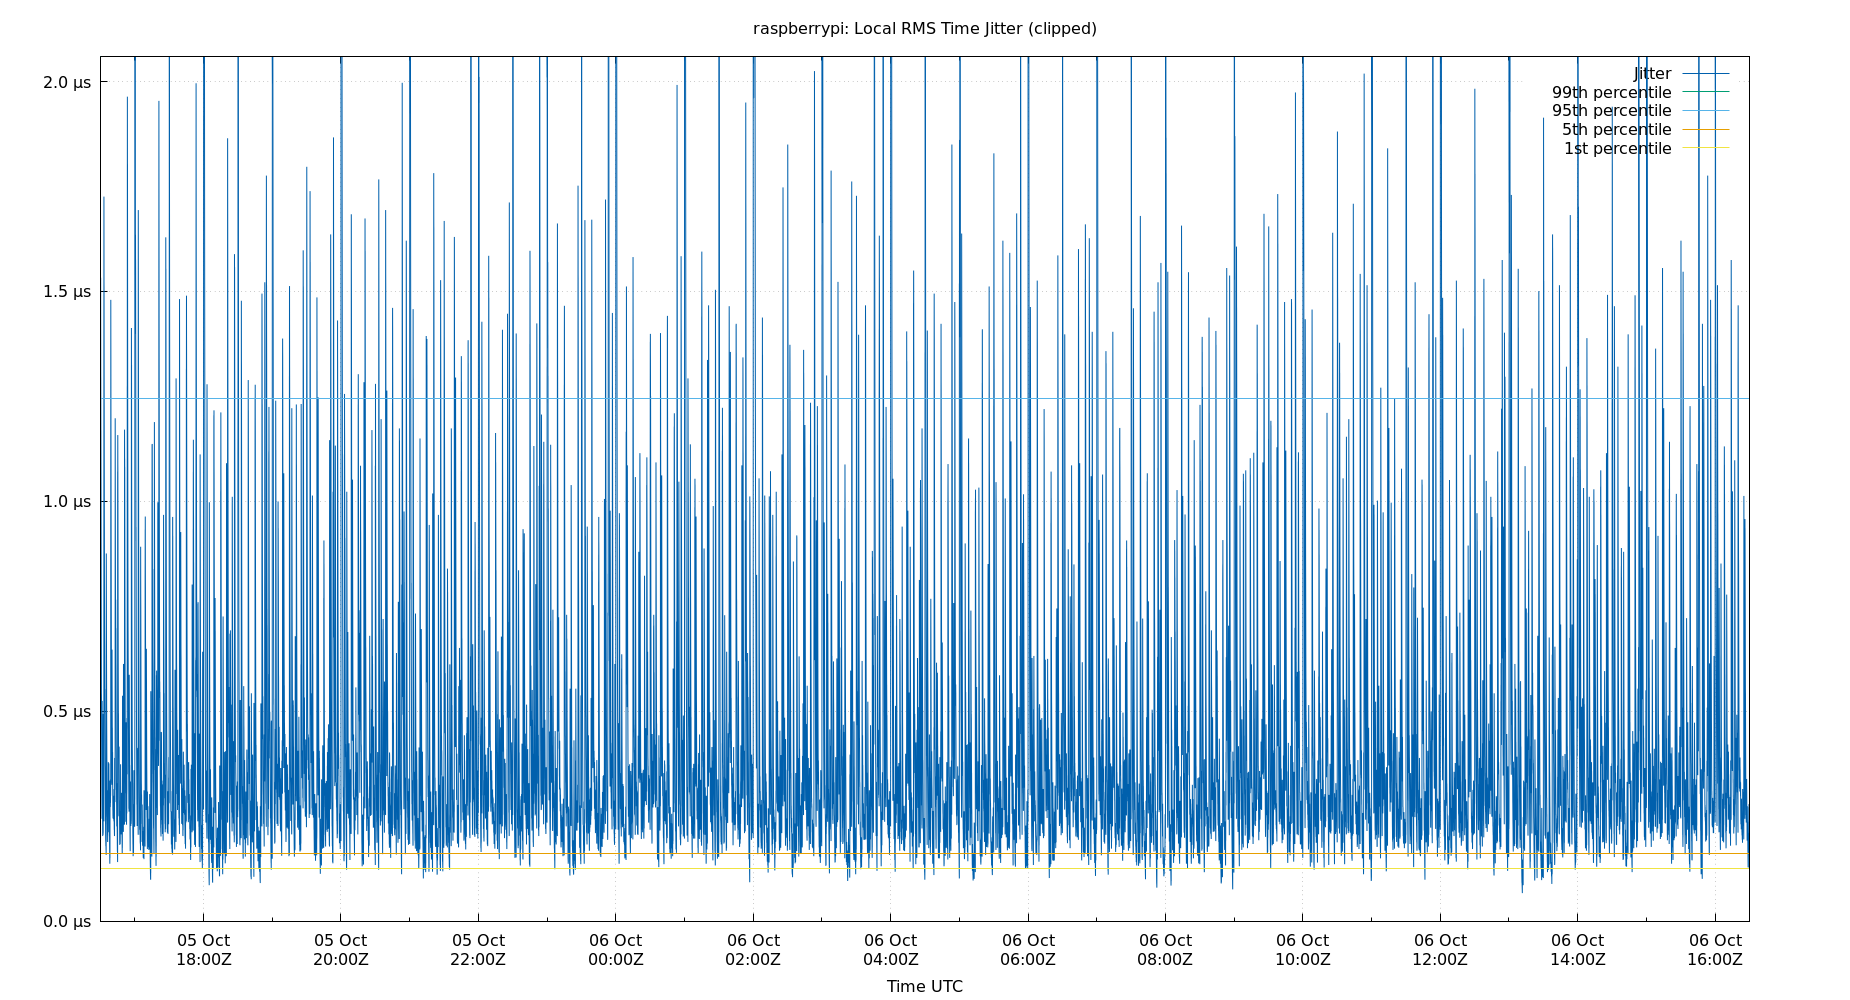 raspberrypi: Local RMS Time Jitter (clipped)
2.0 µs
1.5 µs
1.0 µs
0.5 µs
0.0 µs
Jitter
99th percentile
95th percentile
5th percentile
1st percentile
05 Oct 05 Oct 05 Oct 06 Oct 06 Oct 06 Oct 06 Oct 06 Oct 06 Oct 06 Oct 06 Oct 06 Oct
18:00Z 20:00Z 22:00Z 00:00Z 02:00Z 04:00Z 06:00Z 08:00Z 10:00Z 12:00Z 14:00Z 16:00Z
Time UTC